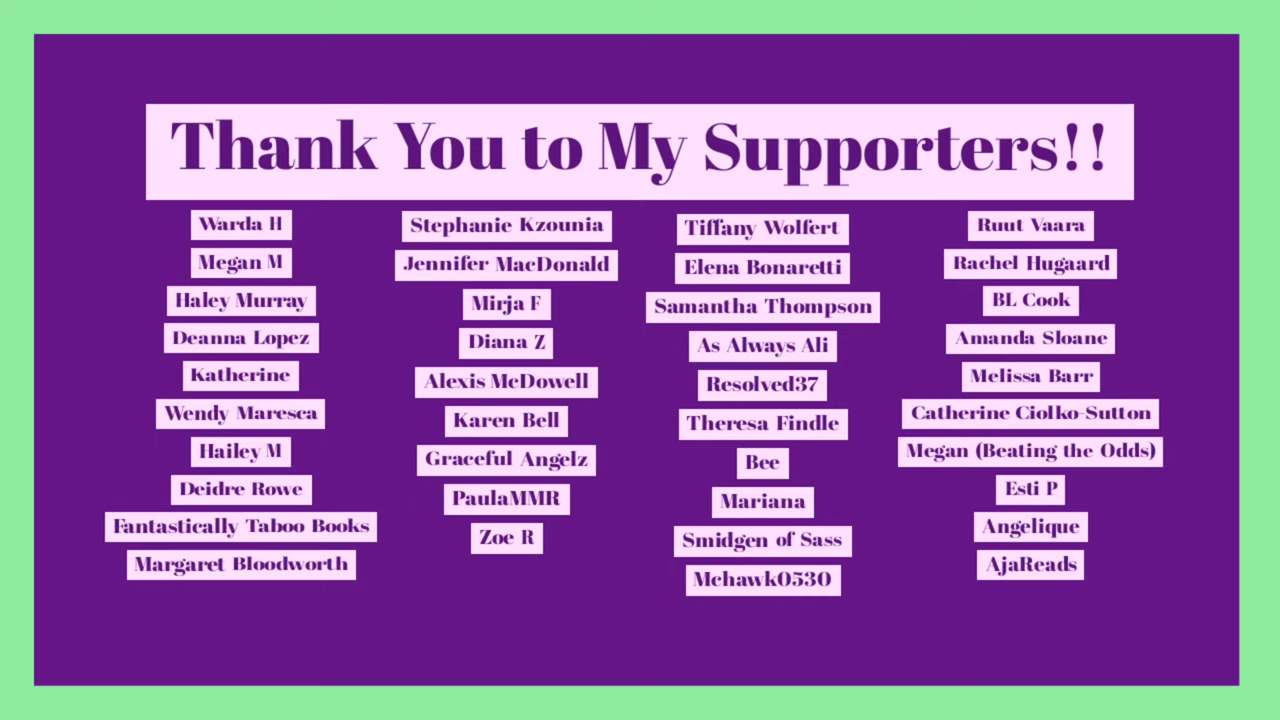 Thank You to My Supporters!!
Warda H
Megan M
Haley Murray
Deanna Lopez
Katherine
Wendy Maresca
Hailey M
Deidre Rowe
Fantastically Taboo Books
Margaret Bloodworth
Stephanie Kzounia
Jennifer MacDonald
Mirja F
Diana Z
Alexis McDowell
Karen Bell
Graceful Angelz
PaulaMMR
Zoe R
Tiffany Wolfert
Elena Bonaretti
Samantha Thompson
As Always Ali
Resolved37
Theresa Findle
Bee
Mariana
Smidgen of Sass
Mchawk0530
Ruut Vaara
Rachel Hugaard
BL Cook
Amanda Sloane
Melissa Barr
Catherine Ciolko-Sutton
Megan (Beating the Odds)
Esti P
Angelique
AjaReads